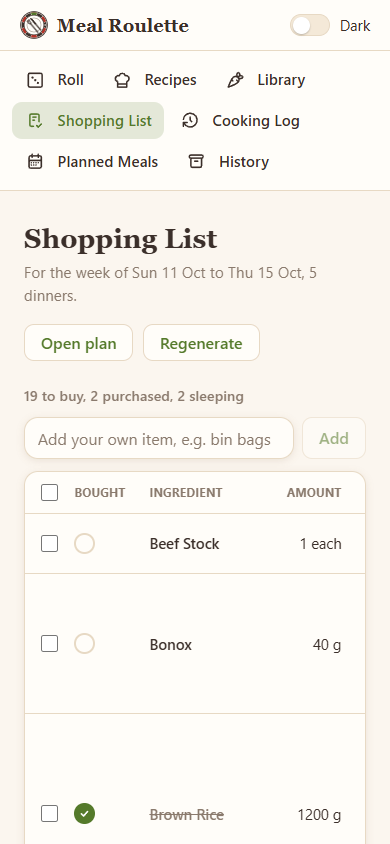 Meal Roulette
Dark
Roll Recipes Library
Shopping List Cooking Log
Planned Meals History
Shopping List
For the week of Sun 11 Oct to Thu 15 Oct, 5
dinners.
Open plan Regenerate
19 to buy, 2 purchased, 2 sleeping
Add your own item, e.g. bin bags Add
BOUGHT INGREDIENT AMOUNT
Beef Stock 1 each
Bonox 40 g
Brown Rice 1200 g